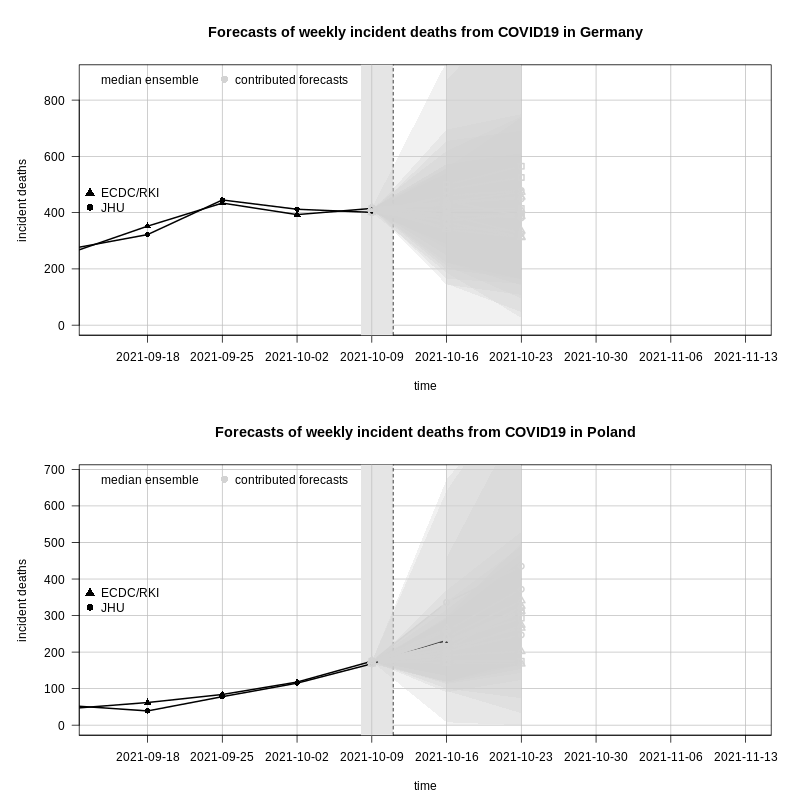 Forecasts of weekly incident deaths from COVID19 in Germany
median ensemble contributed forecasts
800
600
ECDC/RKI
JHU
400
200
0
incident deaths
2021-09-18 2021-09-25 2021-10-02 2021-10-09 2021-10-16 2021-10-23 2021-10-30 2021-11-06 2021-11-13
time
Forecasts of weekly incident deaths from COVID19 in Poland
700
median ensemble contributed forecasts
600
500
400
ECDC/RKI
JHU
300
200
100
0
incident deaths
2021-09-18 2021-09-25 2021-10-02 2021-10-09 2021-10-16 2021-10-23 2021-10-30 2021-11-06 2021-11-13
time